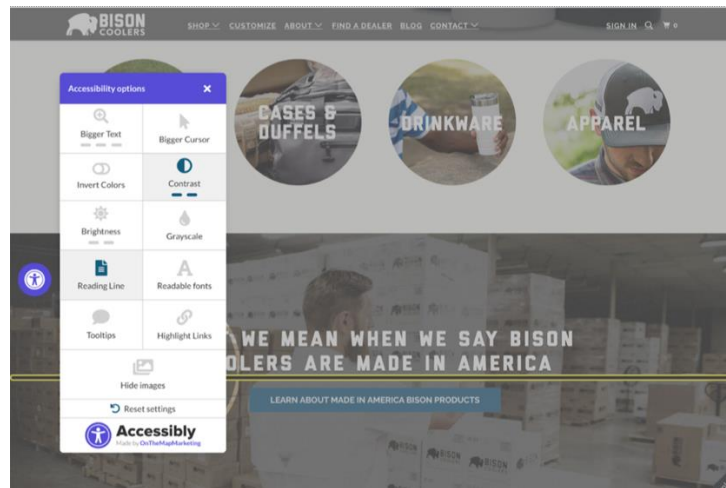 BISON
COOLERS
SHOP CUSTOMIZE ABOUT FIND A DEALER BLOG CONTACT
SIGN IN 0
CASES &
DUFFELS
DRINKWARE
APPAREL
Accessibility options
Bigger Text
Bigger Cursor
Invert Colors
Contrast
Brightness
Grayscale
Reading Line
Readable fonts
Tooltips
Highlight Links
Hide images
Reset settings
Accessibly
Made by OnTheMapMarketing
WE MEAN WHEN WE SAY BISON
OLERS ARE MADE IN AMERICA
LEARN ABOUT MADE IN AMERICA BISON PRODUCTS
BISON
BISON